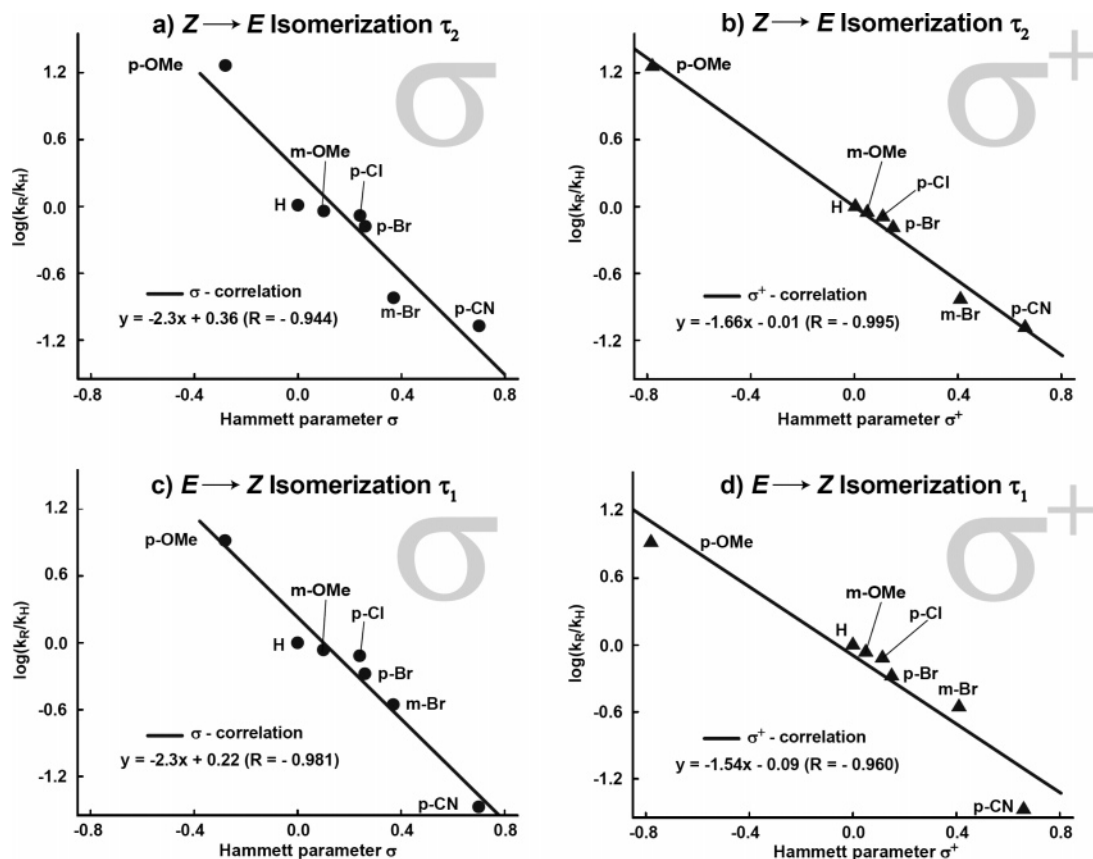 a) Z → E Isomerization τ2
σ
p-OMe
m-OMe
p-Cl
H
p-Br
m-Br
p-CN
σ - correlation
y = -2.3x + 0.36 (R = - 0.944)
log(kR/kH)
1.2
0.6
0.0
-0.6
-1.2
-0.8 -0.4 0.0 0.4 0.8
Hammett parameter σ
b) Z → E Isomerization τ2
σ+
p-OMe
m-OMe
p-Cl
H
p-Br
m-Br
p-CN
σ+ - correlation
y = -1.66x - 0.01 (R = - 0.995)
log(kR/kH)
1.2
0.6
0.0
-0.6
-1.2
-0.8 -0.4 0.0 0.4 0.8
Hammett parameter σ+
c) E → Z Isomerization τ1
σ
p-OMe
m-OMe
p-Cl
H
p-Br
m-Br
p-CN
σ - correlation
y = -2.3x + 0.22 (R = - 0.981)
log(kR/kH)
1.2
0.6
0.0
-0.6
-1.2
-0.8 -0.4 0.0 0.4 0.8
Hammett parameter σ
d) E → Z Isomerization τ1
σ+
p-OMe
m-OMe
p-Cl
H
p-Br
m-Br
p-CN
σ+ - correlation
y = -1.54x - 0.09 (R = - 0.960)
log(kR/kH)
1.2
0.6
0.0
-0.6
-1.2
-0.8 -0.4 0.0 0.4 0.8
Hammett parameter σ+